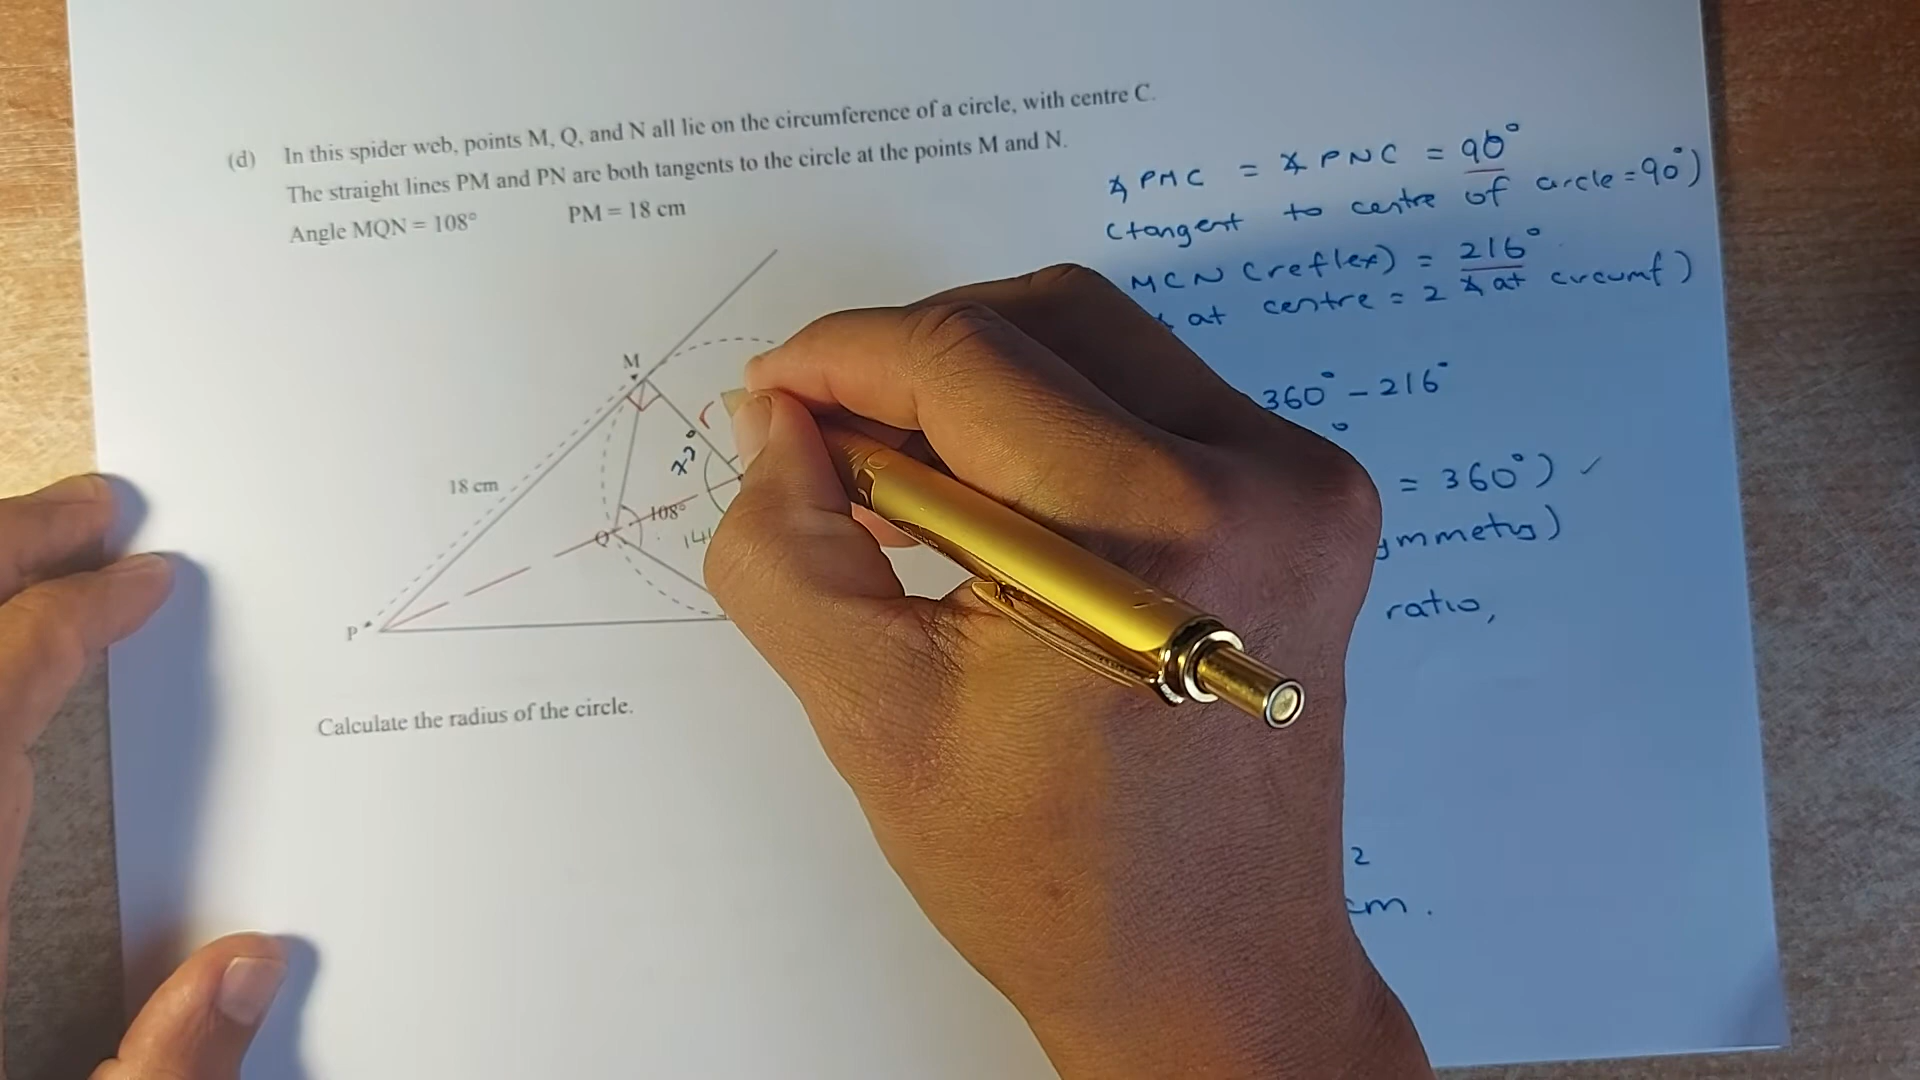 (d) In this spider web, points M, Q, and N all lie on the circumference of a circle, with centre C.
The straight lines PM and PN are both tangents to the circle at the points M and N.
Angle MQN = 108° PM = 18 cm
M
r
72°
18 cm
108°
Q
P
Calculate the radius of the circle.
∡ PMC = ∡ PNC = 90°
(tangent to centre of circle = 90°)
MCN (reflex) = 216°
at centre = 2 ∡ at circumf)
360° - 216°
°
= 360°) ✓
ratio,
2
cm.